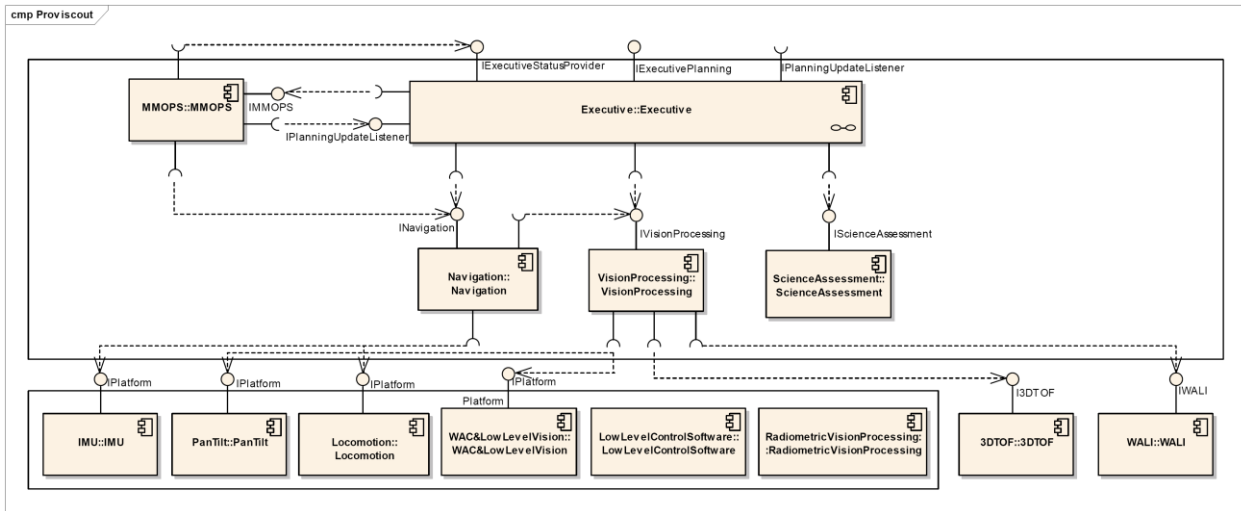 cmp Proviscout
IExecutiveStatusProvider
IExecutivePlanning
IPlanningUpdateListener
MMOPS::MMOPS
IMMOPS
Executive::Executive
IPlanningUpdateListener
INavigation
IVisionProcessing
IScienceAssessment
Navigation::
Navigation
VisionProcessing::
VisionProcessing
ScienceAssessment::
ScienceAssessment
IPlatform
IPlatform
IPlatform
IPlatform
I3DTOF
IWALI
Platform
IMU::IMU
PanTilt::PanTilt
Locomotion::
Locomotion
WAC&LowLevelVision::
WAC&LowLevelVision
LowLevelControlSoftware::
LowLevelControlSoftware
RadiometricVisionProcessing:
:RadiometricVisionProcessing
3DTOF::3DTOF
WALI::WALI